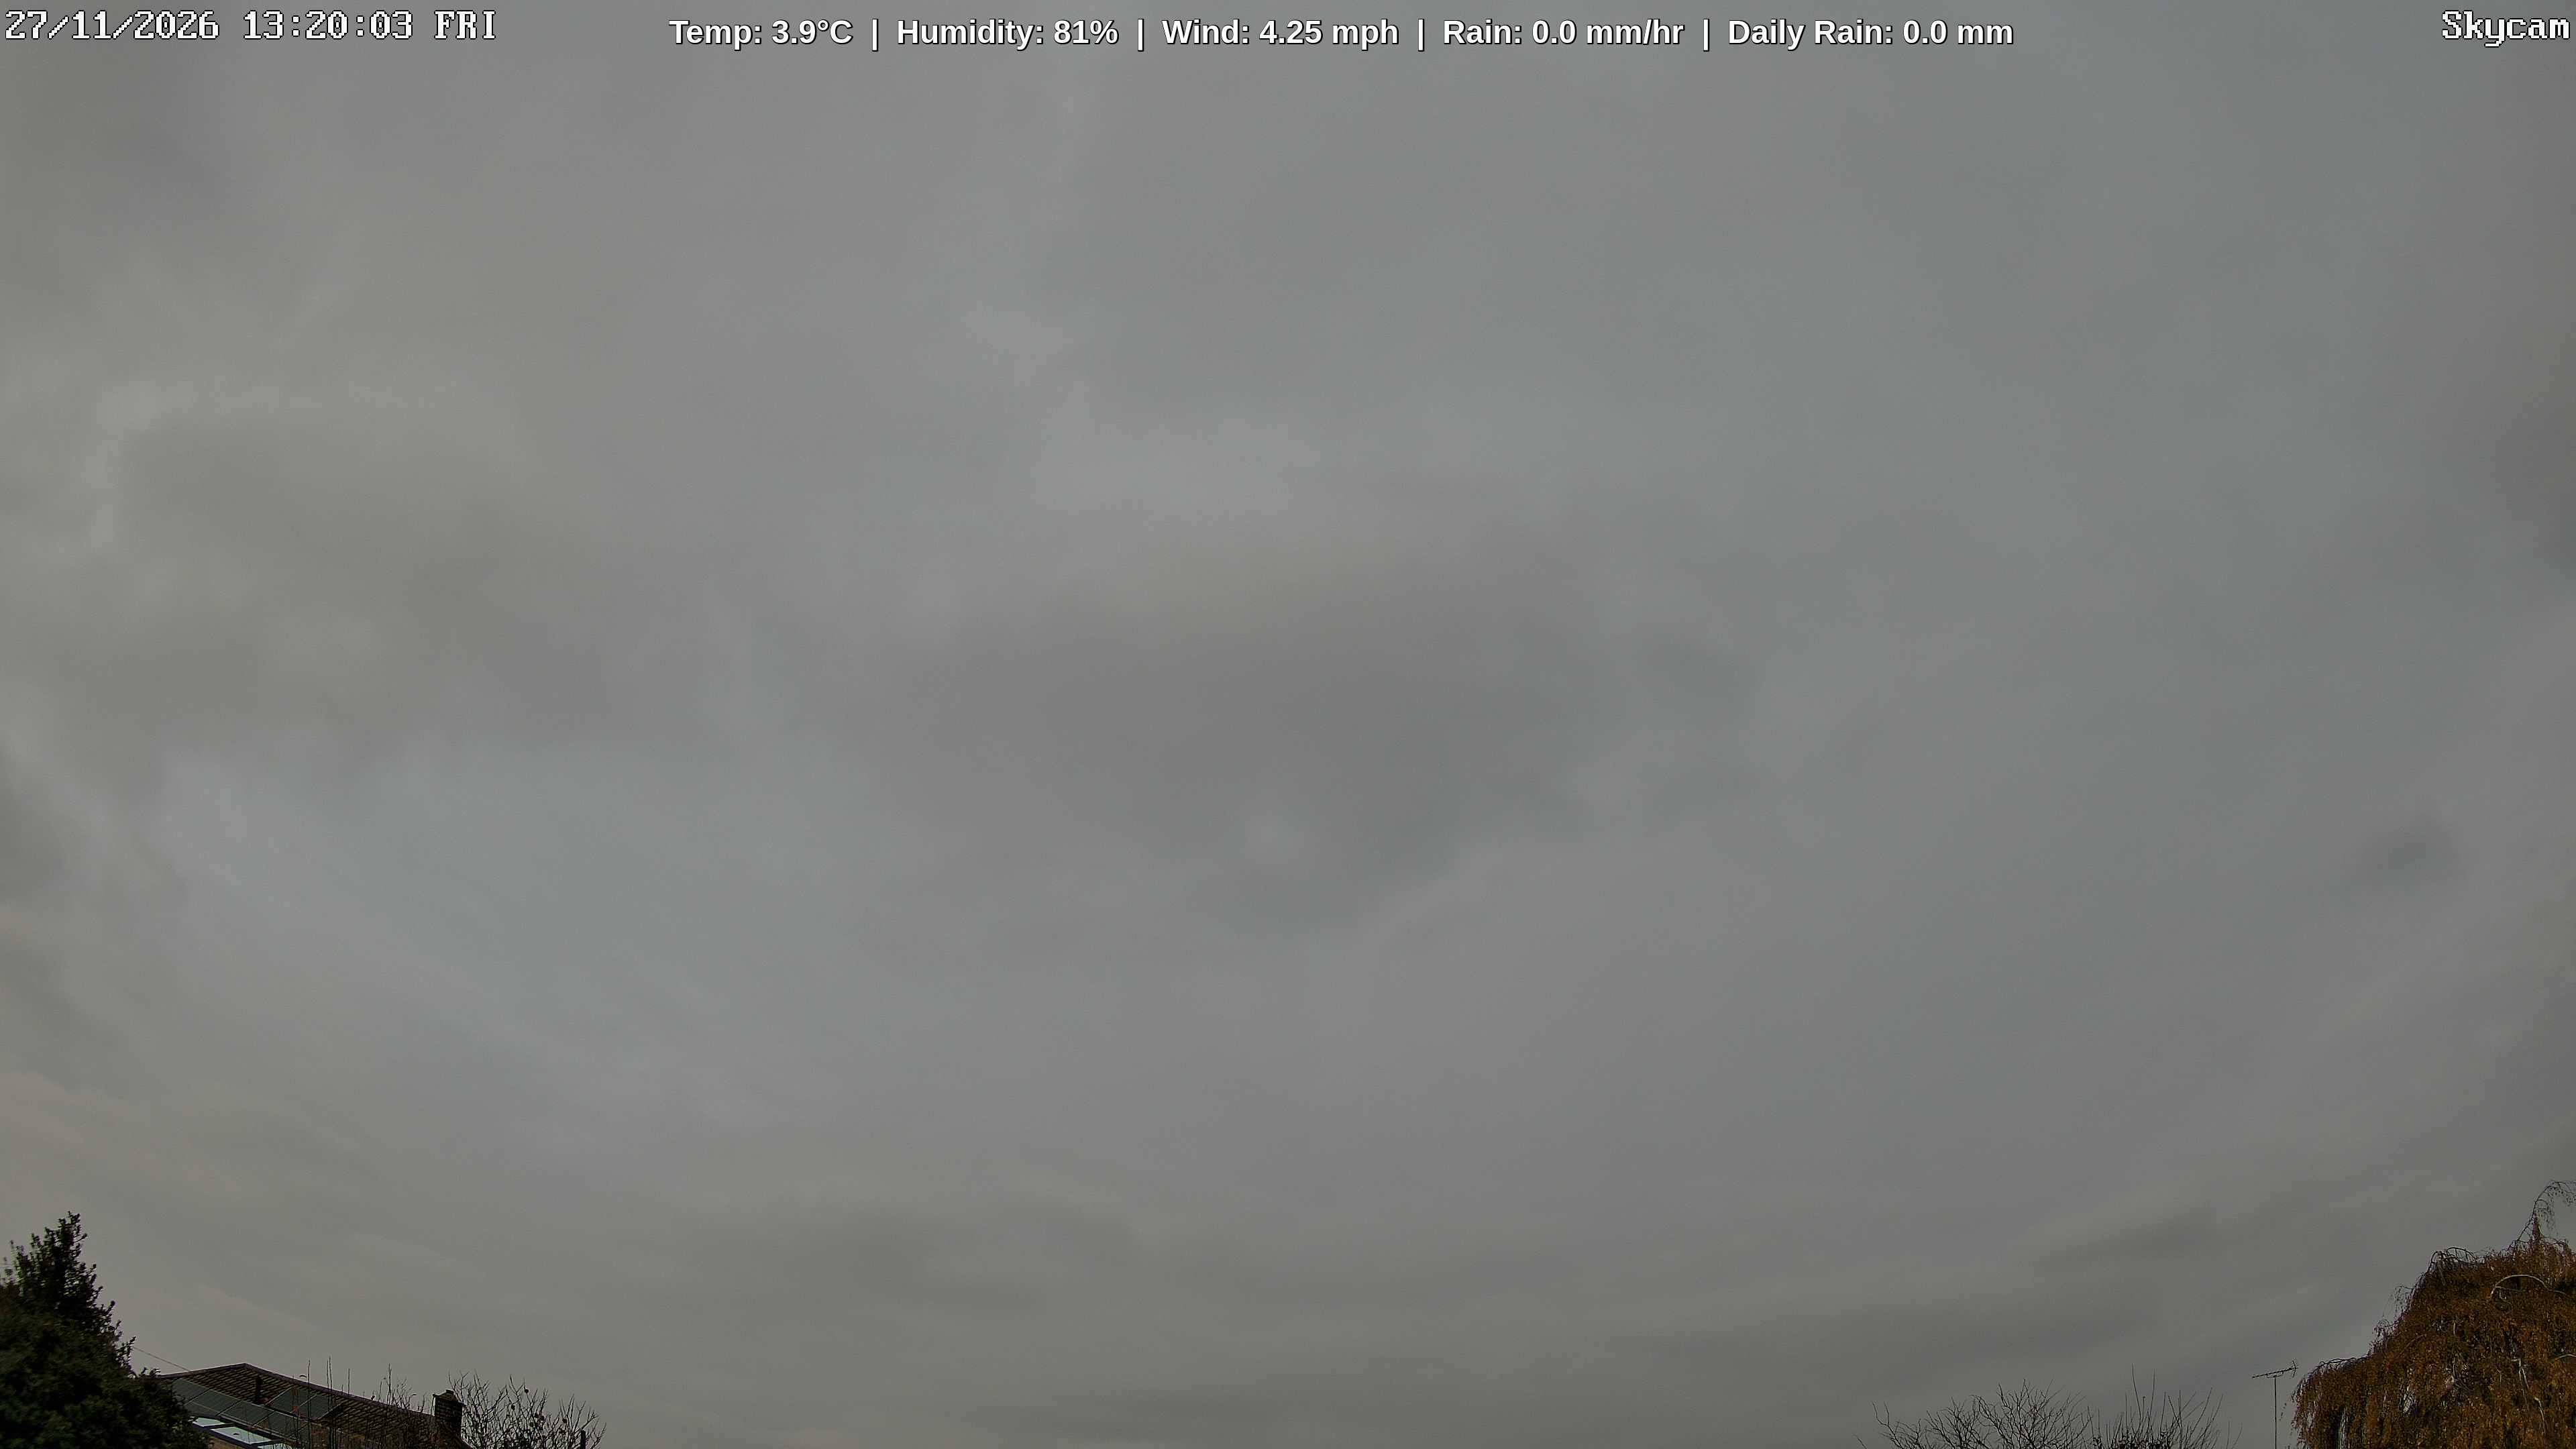 27/11/2026 13:20:03 FRI
Temp: 3.9°C | Humidity: 81% | Wind: 4.25 mph | Rain: 0.0 mm/hr | Daily Rain: 0.0 mm
Skycam